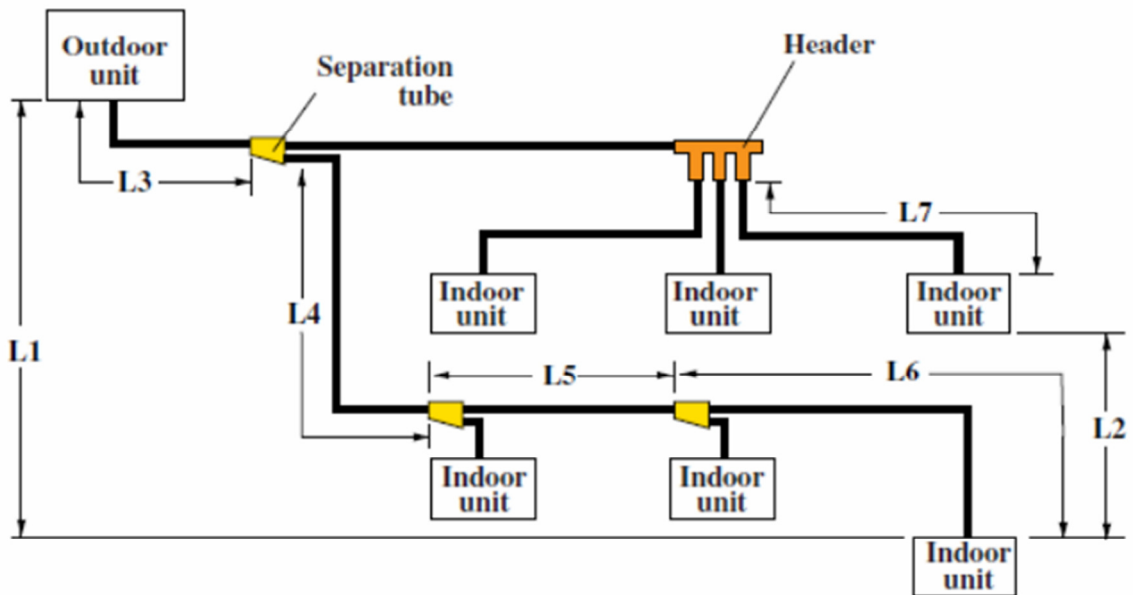 Outdoor
unit
Separation
tube
Header
L3
L7
Indoor
unit
Indoor
unit
Indoor
unit
L4
L1
L5
L6
L2
Indoor
unit
Indoor
unit
Indoor
unit